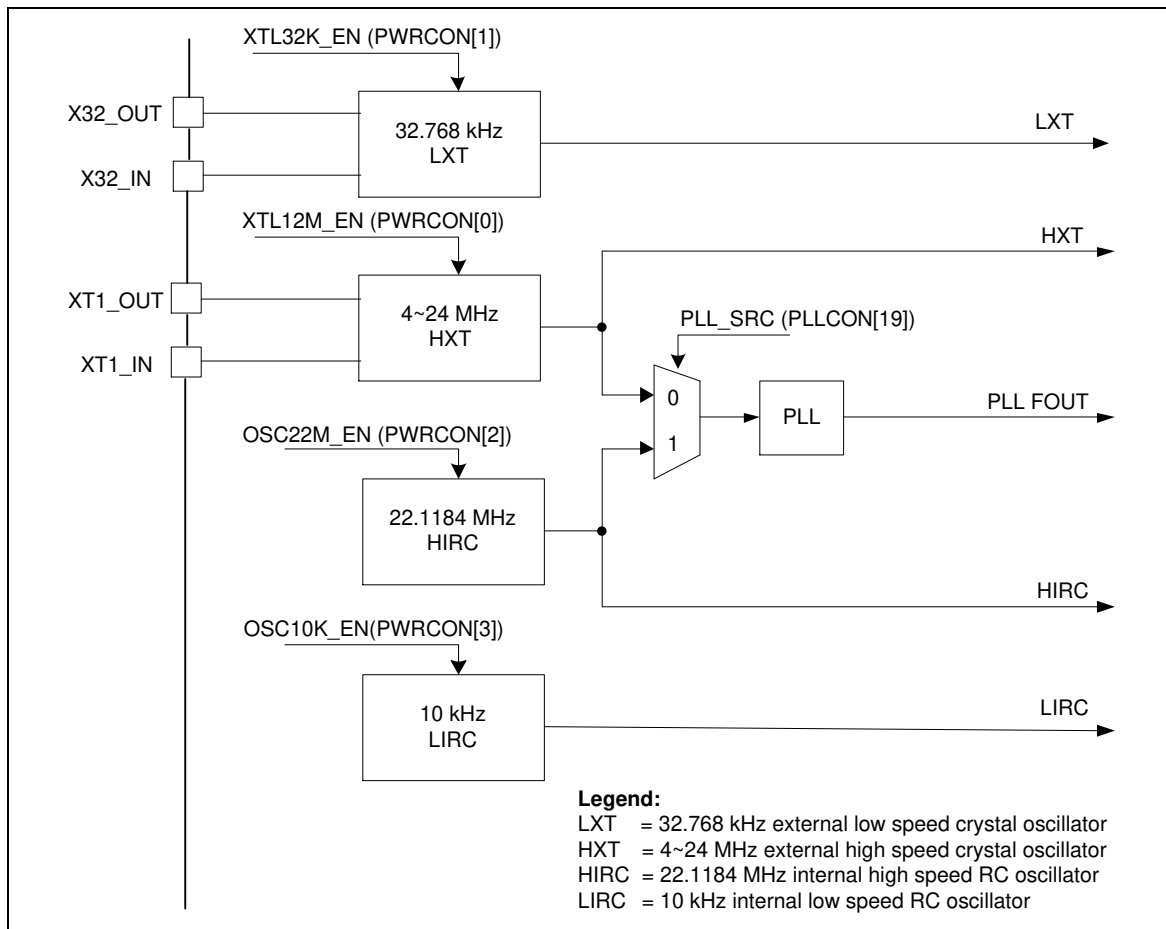 XTL32K_EN (PWRCON[1])
X32_OUT
32.768 kHz
LXT
LXT
X32_IN
XTL12M_EN (PWRCON[0])
HXT
XT1_OUT
4~24 MHz
HXT
XT1_IN
PLL_SRC (PLLCON[19])
0
1
PLL
PLL FOUT
OSC22M_EN (PWRCON[2])
22.1184 MHz
HIRC
HIRC
OSC10K_EN(PWRCON[3])
10 kHz
LIRC
LIRC
Legend:
LXT = 32.768 kHz external low speed crystal oscillator
HXT = 4~24 MHz external high speed crystal oscillator
HIRC = 22.1184 MHz internal high speed RC oscillator
LIRC = 10 kHz internal low speed RC oscillator